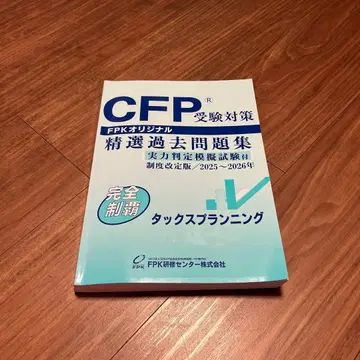 CFP® 受験対策
FPKオリジナル
精選過去問題集
実力判定模擬試験付
制度改定版/2025~2026年
完全
制覇
タックスプランニング
FPK研修センター株式会社